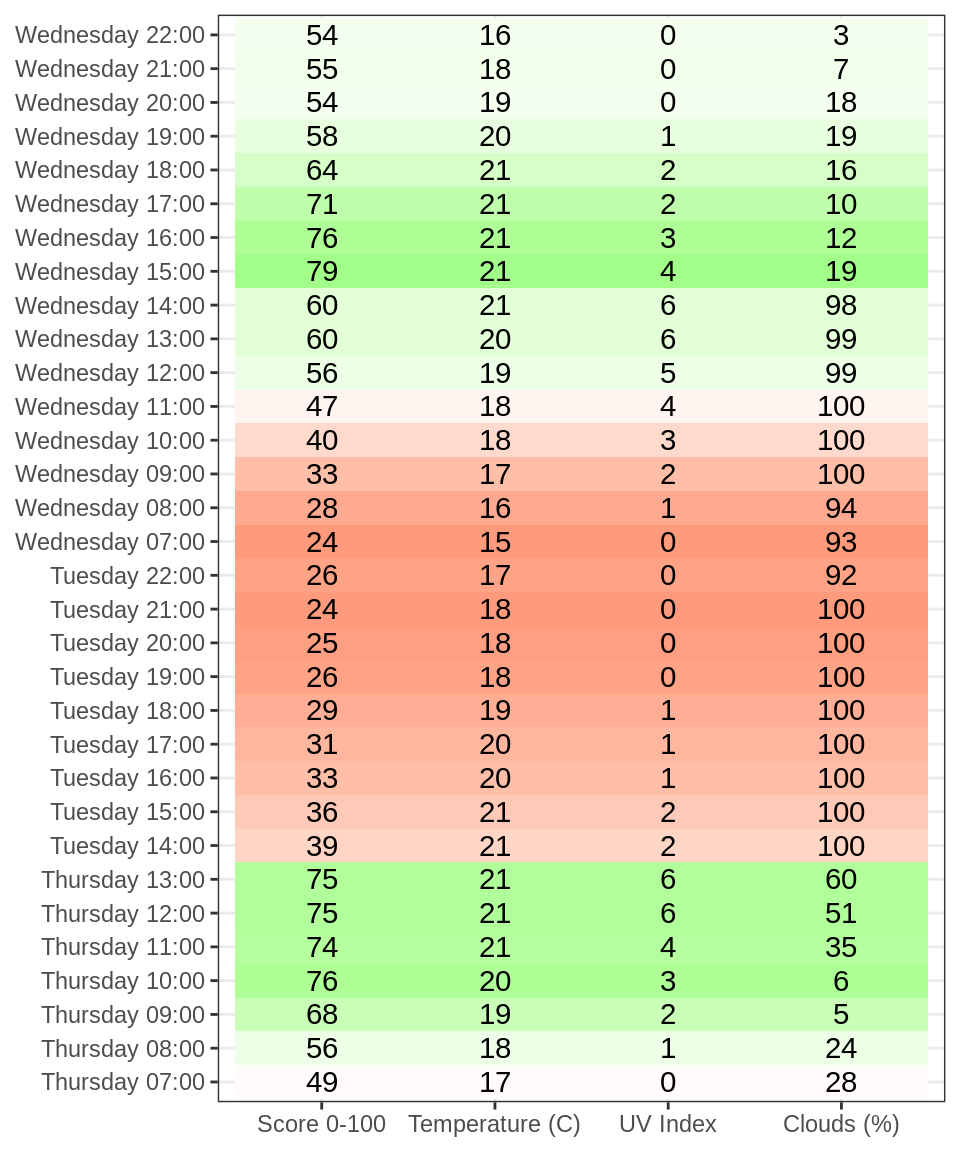 Wednesday 22:00 54 16 0 3
Wednesday 21:00 55 18 0 7
Wednesday 20:00 54 19 0 18
Wednesday 19:00 58 20 1 19
Wednesday 18:00 64 21 2 16
Wednesday 17:00 71 21 2 10
Wednesday 16:00 76 21 3 12
Wednesday 15:00 79 21 4 19
Wednesday 14:00 60 21 6 98
Wednesday 13:00 60 20 6 99
Wednesday 12:00 56 19 5 99
Wednesday 11:00 47 18 4 100
Wednesday 10:00 40 18 3 100
Wednesday 09:00 33 17 2 100
Wednesday 08:00 28 16 1 94
Wednesday 07:00 24 15 0 93
Tuesday 22:00 26 17 0 92
Tuesday 21:00 24 18 0 100
Tuesday 20:00 25 18 0 100
Tuesday 19:00 26 18 0 100
Tuesday 18:00 29 19 1 100
Tuesday 17:00 31 20 1 100
Tuesday 16:00 33 20 1 100
Tuesday 15:00 36 21 2 100
Tuesday 14:00 39 21 2 100
Thursday 13:00 75 21 6 60
Thursday 12:00 75 21 6 51
Thursday 11:00 74 21 4 35
Thursday 10:00 76 20 3 6
Thursday 09:00 68 19 2 5
Thursday 08:00 56 18 1 24
Thursday 07:00 49 17 0 28
Score 0-100 Temperature (C) UV Index Clouds (%)